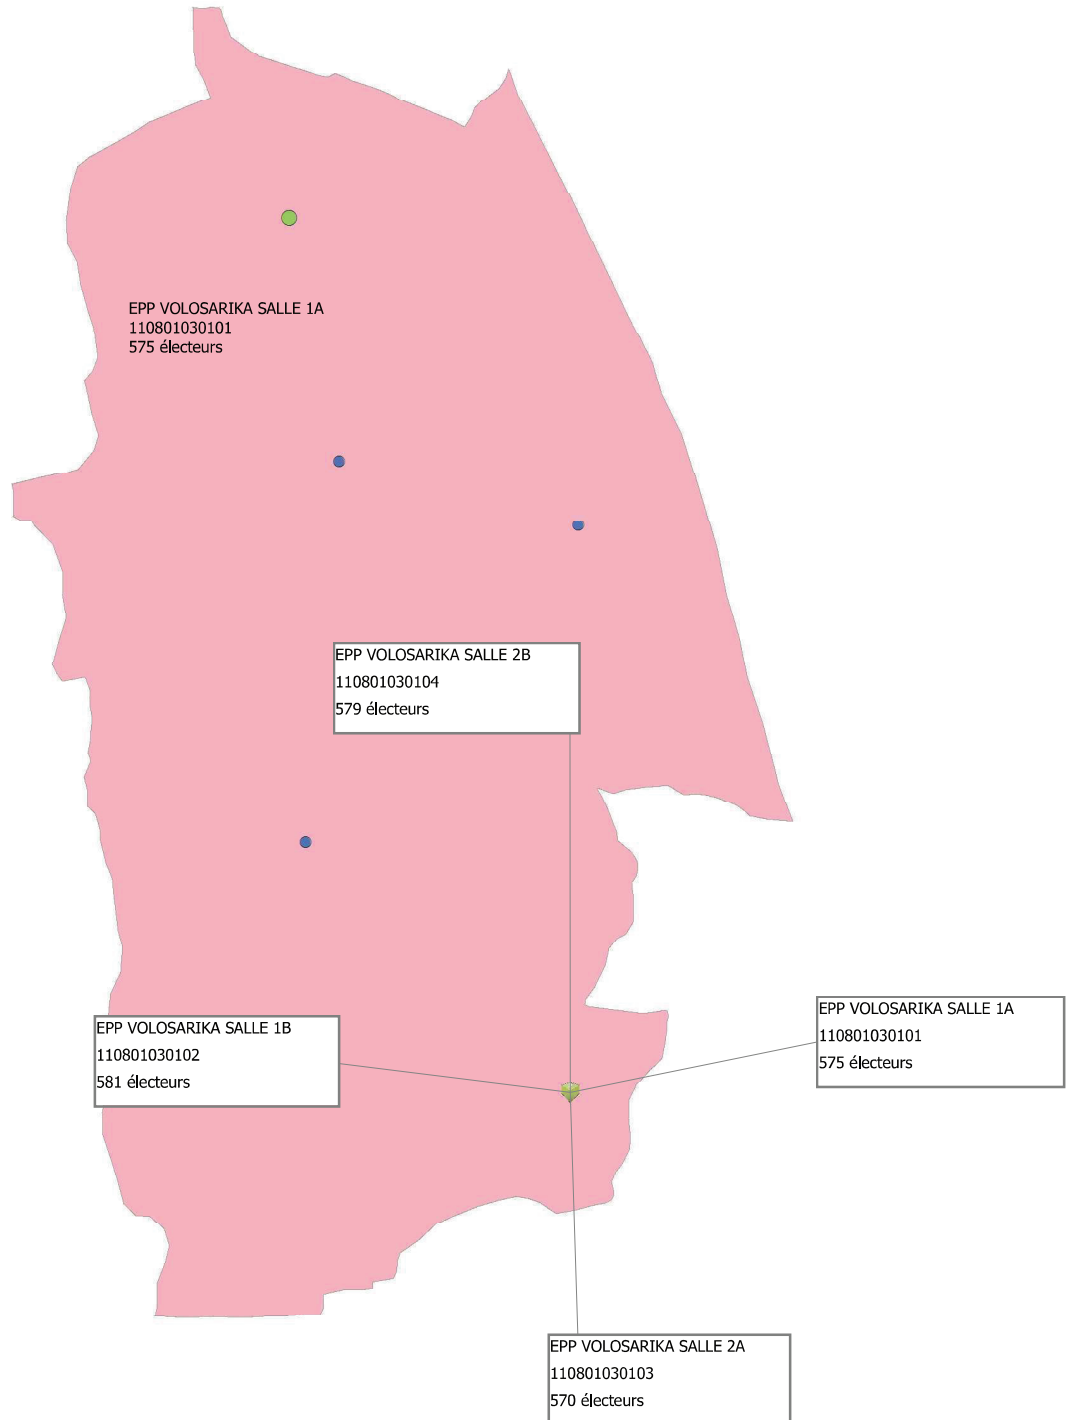 EPP VOLOSARIKA SALLE 1A
110801030101
575 électeurs
EPP VOLOSARIKA SALLE 2B
110801030104
579 électeurs
EPP VOLOSARIKA SALLE 1B
110801030102
581 électeurs
EPP VOLOSARIKA SALLE 1A
110801030101
575 électeurs
EPP VOLOSARIKA SALLE 2A
110801030103
570 électeurs